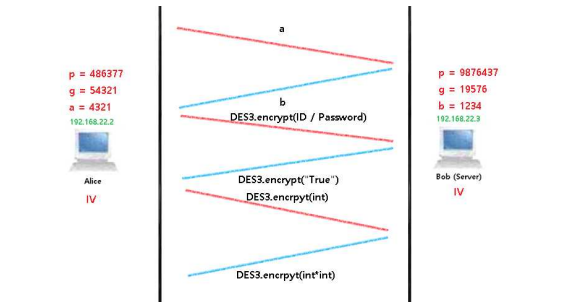 a
p = 486377
g = 54321
a = 4321
192.168.22.2
Alice
IV
p = 9876437
g = 19576
b = 1234
192.168.22.3
Bob (Server)
IV
b
DES3.encrypt(ID / Password)
DES3.encrypt("True")
DES3.encrpyt(int)
DES3.encrpyt(int*int)